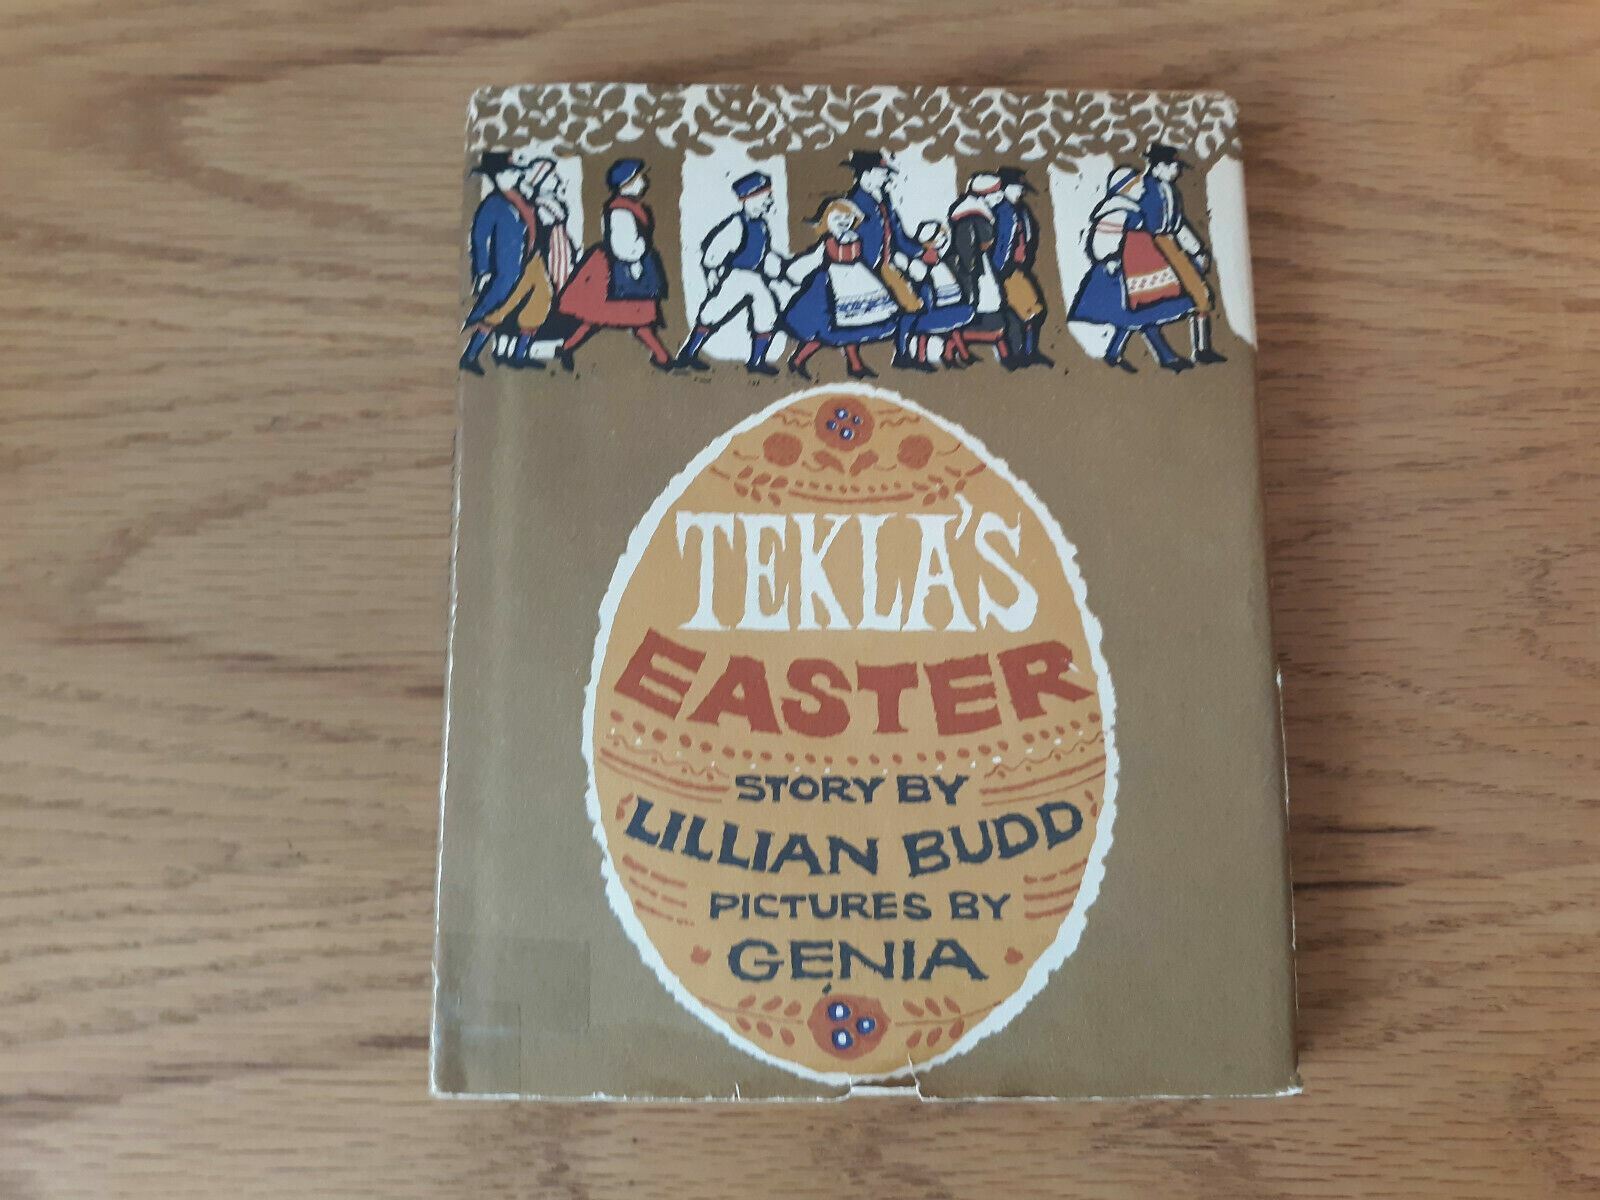 TEKLA'S
EASTER
STORY BY
LILLIAN BUDD
PICTURES BY
GENIA